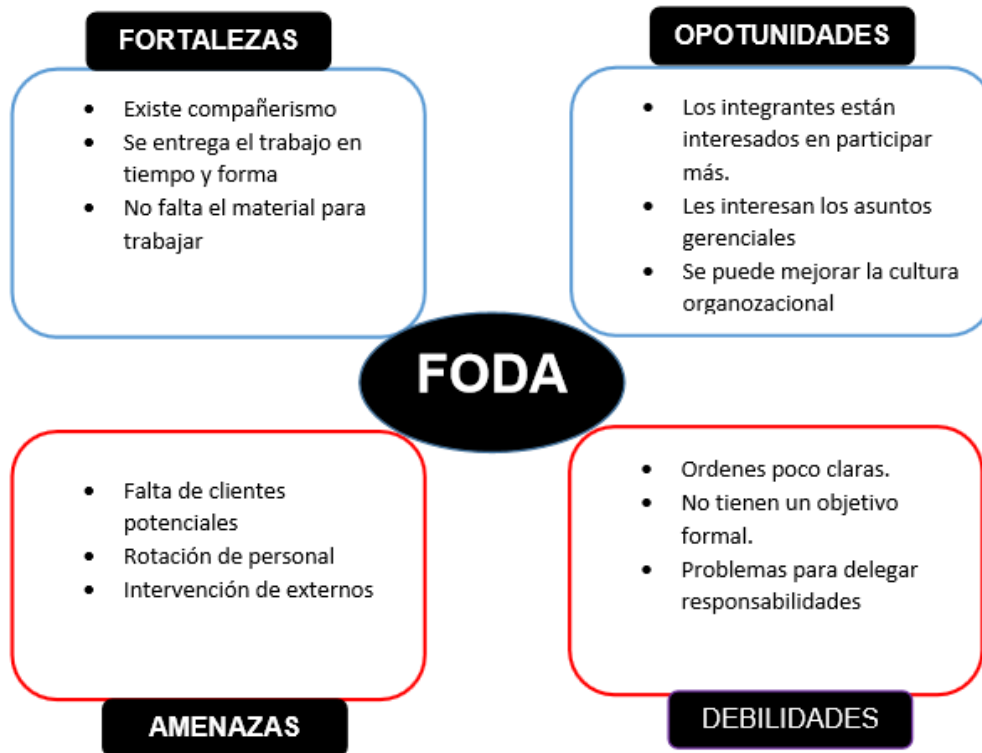 FORTALEZAS
• Existe compañerismo
• Se entrega el trabajo en
tiempo y forma
• No falta el material para
trabajar
OPOTUNIDADES
• Los integrantes están
interesados en participar
más.
• Les interesan los asuntos
gerenciales
• Se puede mejorar la cultura
organozacional
FODA
• Falta de clientes
potenciales
• Rotación de personal
• Intervención de externos
AMENAZAS
• Ordenes poco claras.
• No tienen un objetivo
formal.
• Problemas para delegar
responsabilidades
DEBILIDADES